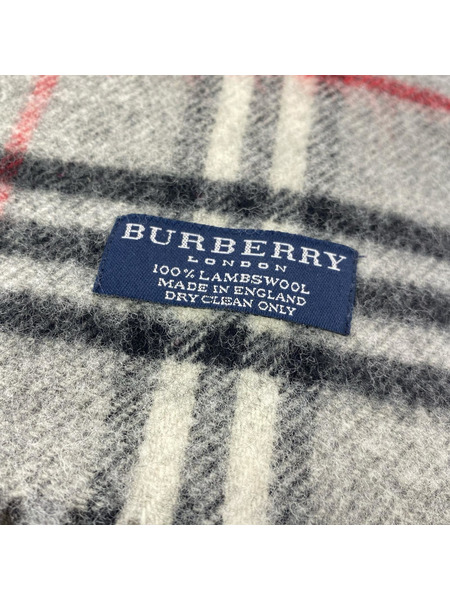 BURBERRY
LONDON
100% LAMBSWOOL
MADE IN ENGLAND
DRY CLEAN ONLY